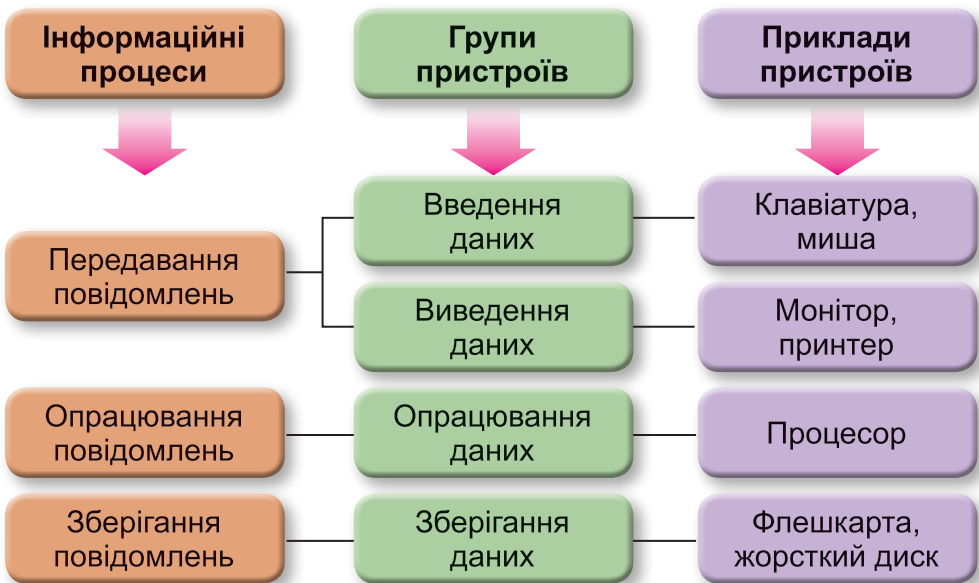 Інформаційні
процеси
Групи
пристроїв
Приклади
пристроїв
Передавання
повідомлень
Введення
даних
Клавіатура,
миша
Виведення
даних
Монітор,
принтер
Опрацювання
повідомлень
Опрацювання
даних
Процесор
Зберігання
повідомлень
Зберігання
даних
Флешкарта,
жорсткий диск